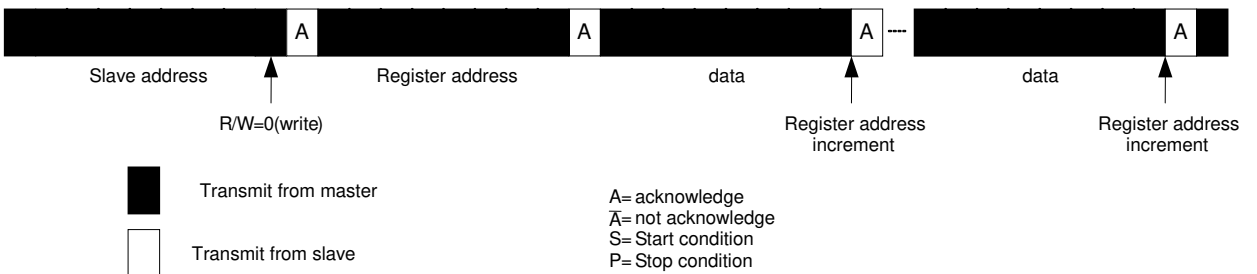 A A A ---- A
Slave address Register address data data
R/W=0(write) Register address increment Register address increment
Transmit from master
Transmit from slave
A= acknowledge
A̅= not acknowledge
S= Start condition
P= Stop condition